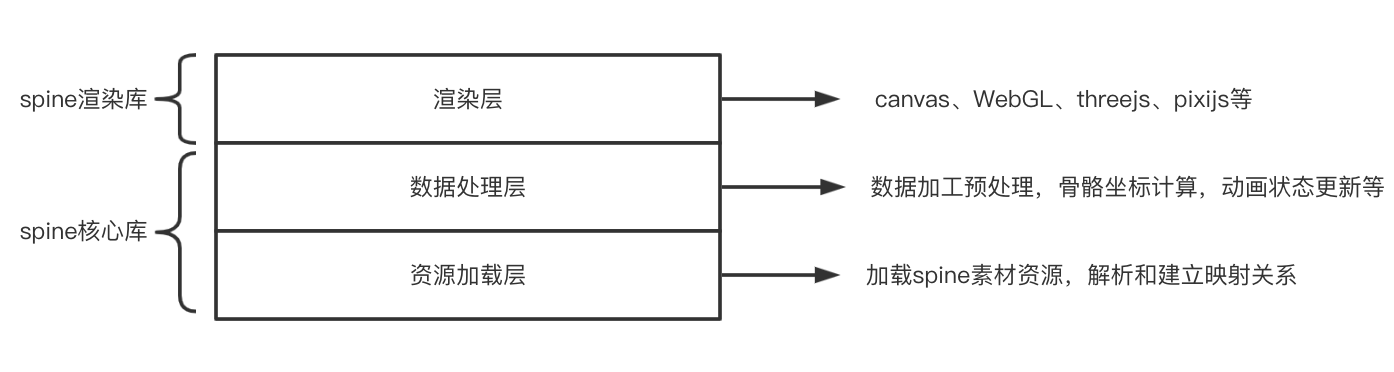 spine渲染库
渲染层
canvas、WebGL、threejs、pixijs等
数据处理层
数据加工预处理，骨骼坐标计算，动画状态更新等
spine核心库
资源加载层
加载spine素材资源，解析和建立映射关系